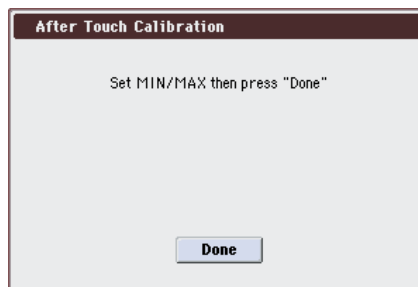 After Touch Calibration
Set MIN/MAX then press "Done"
Done